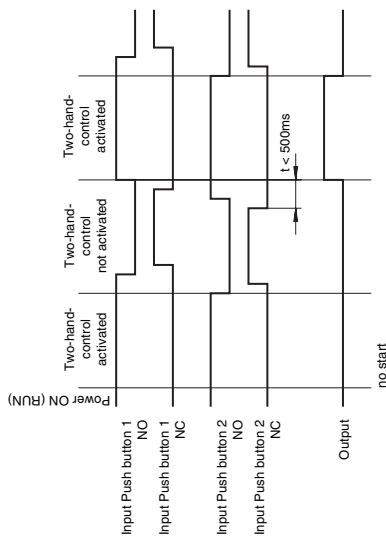 Power ON (RUN)
Two-hand-
control
activated
Two-hand-
control
not activated
Two-hand-
control
activated
Input Push button 1
NO
Input Push button 1
NC
Input Push button 2
NO
Input Push button 2
NC
t < 500ms
Output
no start